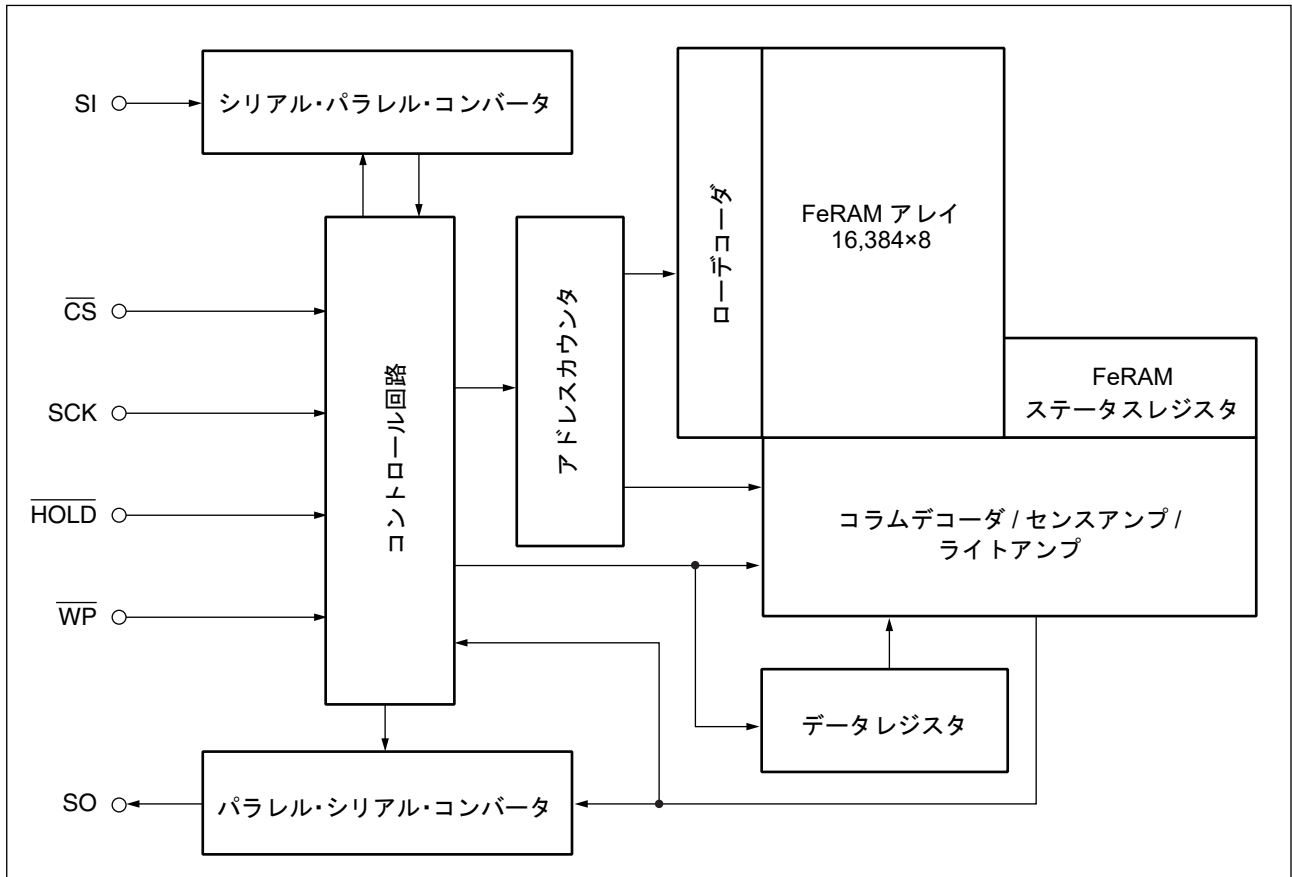 SI
シリアル・パラレル・コンバータ
ローデコーダ
FeRAM アレイ
16,384×8
CS
SCK
HOLD
WP
コントロール回路
アドレスカウンタ
FeRAM
ステータスレジスタ
コラムデコーダ / センスアンプ /
ライトアンプ
データレジスタ
SO
パラレル・シリアル・コンバータ